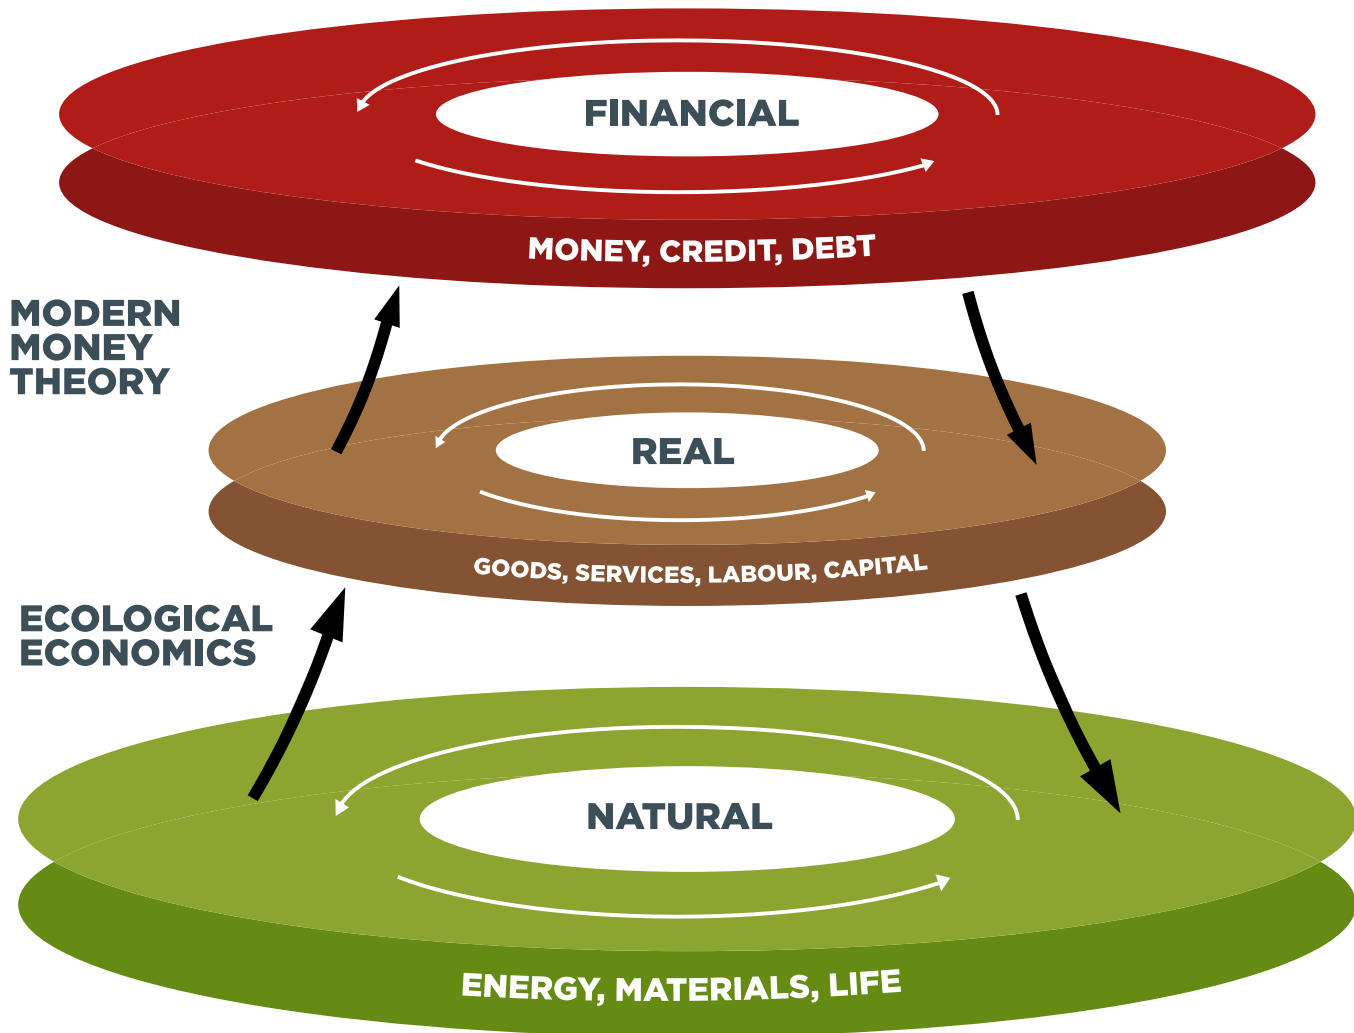 FINANCIAL
MONEY, CREDIT, DEBT
MODERN
MONEY
THEORY
REAL
GOODS, SERVICES, LABOUR, CAPITAL
ECOLOGICAL
ECONOMICS
NATURAL
ENERGY, MATERIALS, LIFE